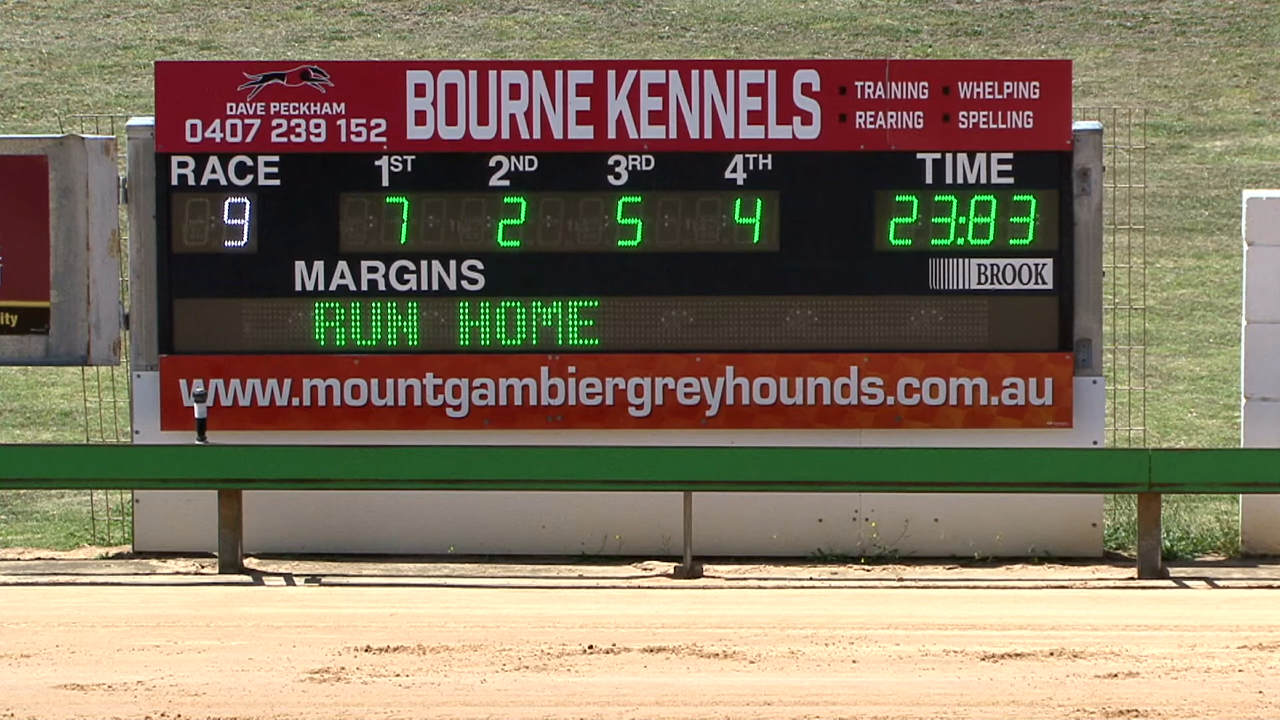 DAVE PECKHAM
0407 239 152
BOURNE KENNELS
TRAINING
WHELPING
REARING
SPELLING
RACE 1ST 2ND 3RD 4TH TIME
9 7 2 5 4 23:83
MARGINS
BROOK
RUN HOME
ity
www.mountgambiergreyhounds.com.au